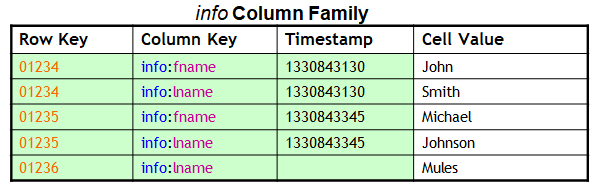 info Column Family
Row Key Column Key Timestamp Cell Value
01234 info:fname 1330843130 John
01234 info:lname 1330843130 Smith
01235 info:fname 1330843345 Michael
01235 info:lname 1330843345 Johnson
01236 info:lname Mules